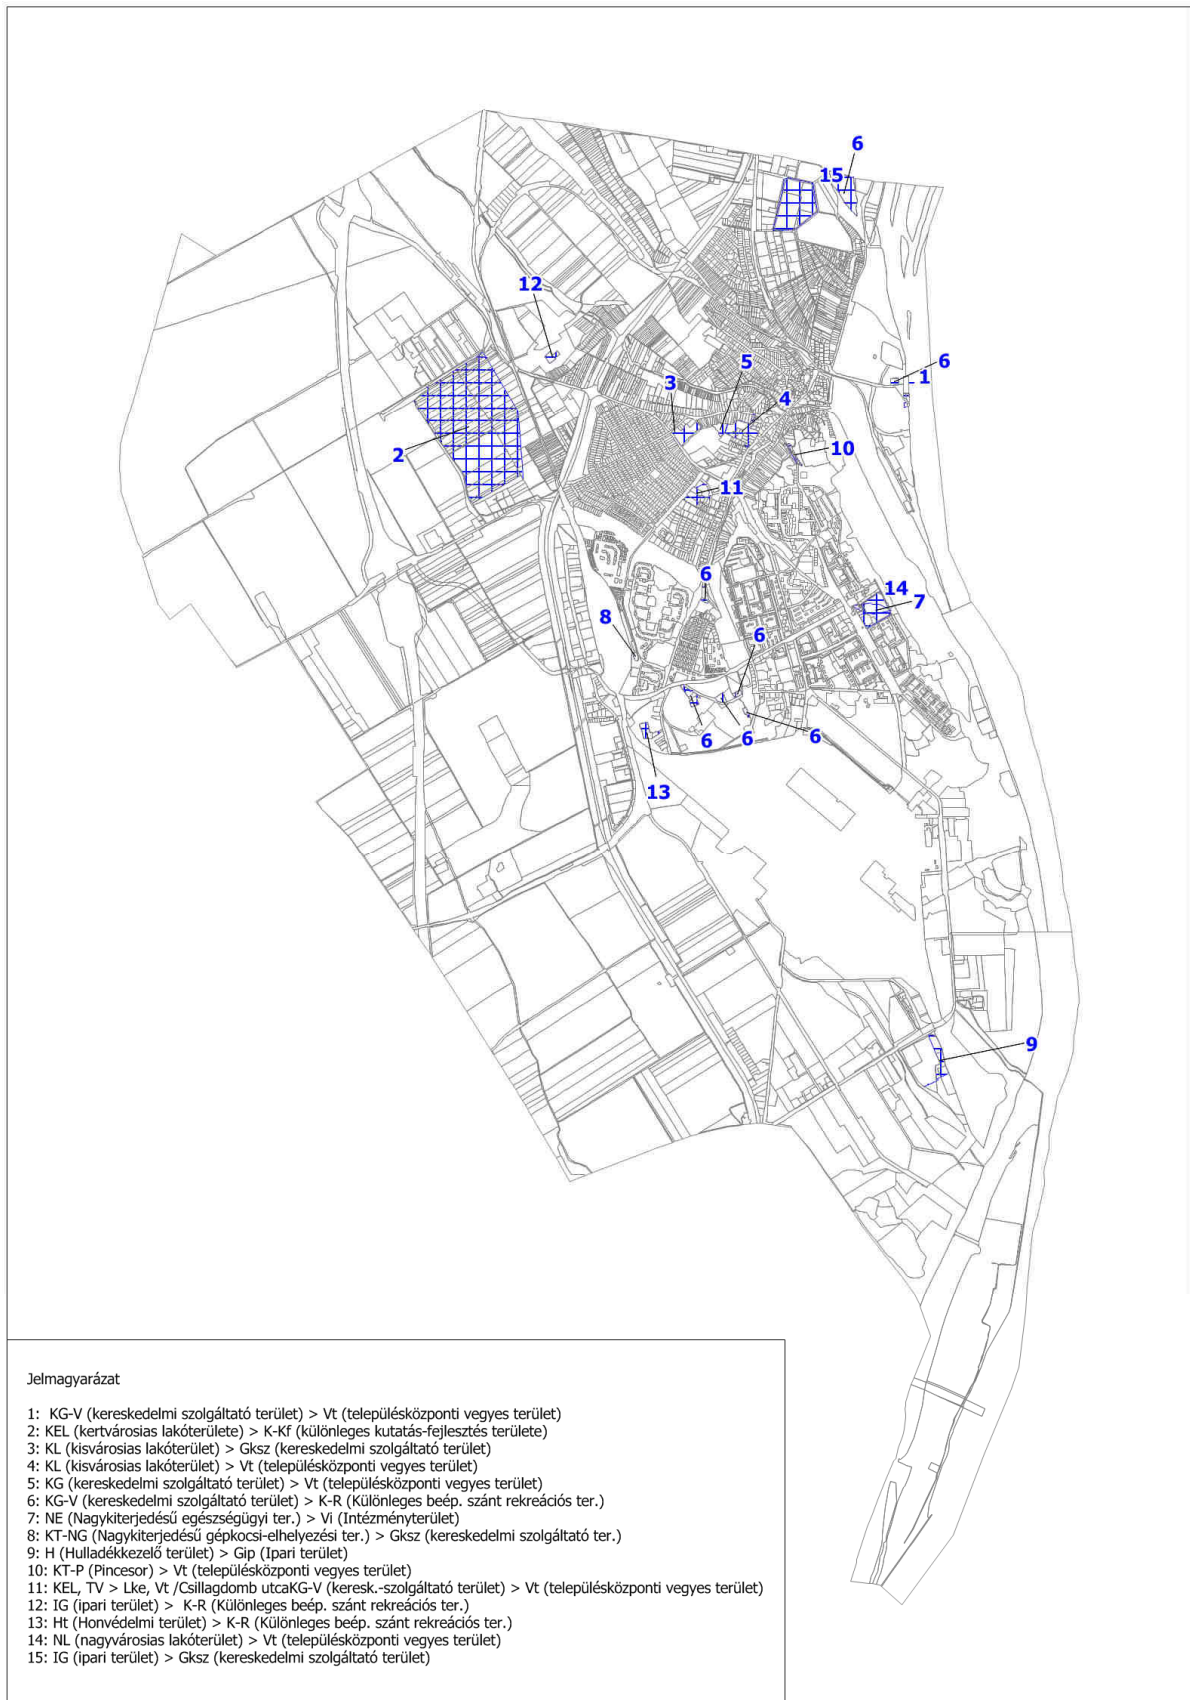 6
15
12
6
1
5
3
4
2
10
11
6
14
7
8
6
6
6
6
13
9
Jelmagyarázat
1: KG-V (kereskedelmi szolgáltató terület) > Vt (településközponti vegyes terület)
2: KEL (kertvárosias lakóterülete) > K-Kf (különleges kutatás-fejlesztés területe)
3: KL (kisvárosias lakóterület) > Gksz (kereskedelmi szolgáltató terület)
4: KL (kisvárosias lakóterület) > Vt (településközponti vegyes terület)
5: KG (kereskedelmi szolgáltató terület) > Vt (településközponti vegyes terület)
6: KG-V (kereskedelmi szolgáltató terület) > K-R (Különleges beép. szánt rekreációs ter.)
7: NE (Nagykiterjedésű egészségügyi ter.) > Vi (Intézményterület)
8: KT-NG (Nagykiterjedésű gépkocsi-elhelyezési ter.) > Gksz (kereskedelmi szolgáltató ter.)
9: H (Hulladékkezelő terület) > Gip (Ipari terület)
10: KT-P (Pincesor) > Vt (településközponti vegyes terület)
11: KEL, TV > Lke, Vt /Csillagdomb utcaKG-V (keresk.-szolgáltató terület) > Vt (településközponti vegyes terület)
12: IG (ipari terület) > K-R (Különleges beép. szánt rekreációs ter.)
13: Ht (Honvédelmi terület) > K-R (Különleges beép. szánt rekreációs ter.)
14: NL (nagyvárosias lakóterület) > Vt (településközponti vegyes terület)
15: IG (ipari terület) > Gksz (kereskedelmi szolgáltató terület)